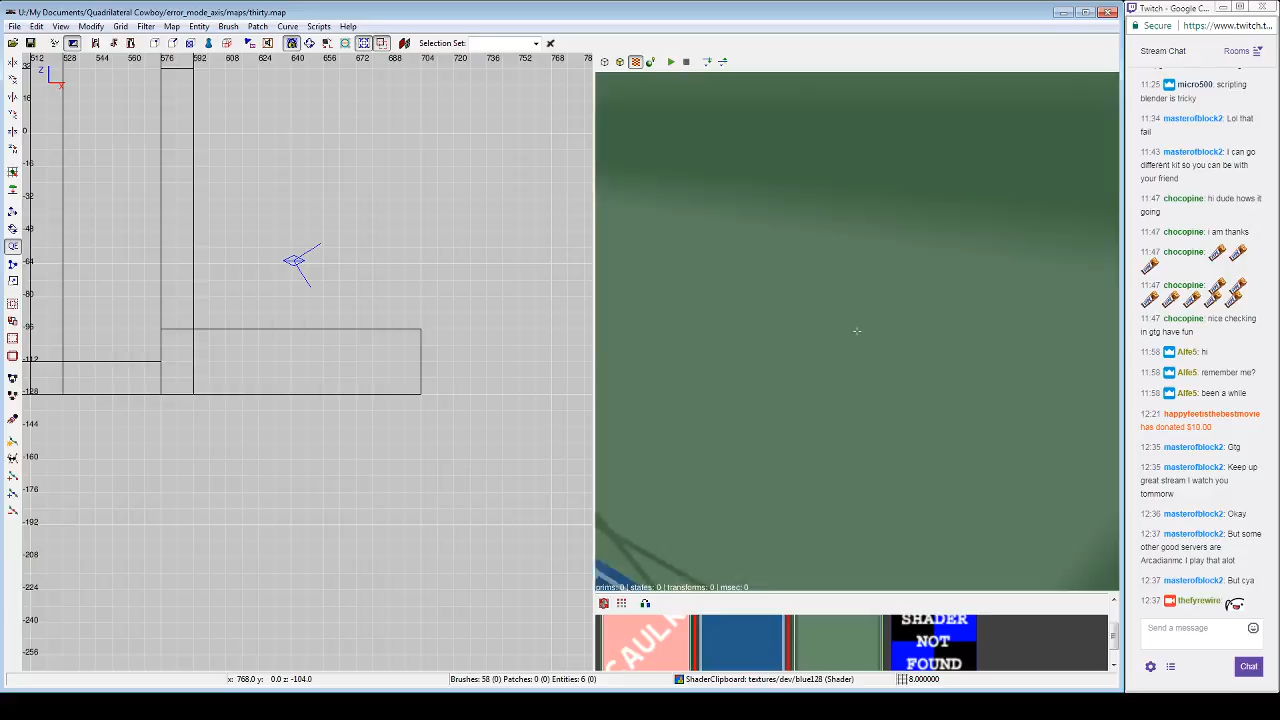 U:/My Documents/Quadrilateral Cowboy/error_mode_axis/maps/thirty.map
File Edit View Modify Grid Filter Map Entity Brush Patch Curve Scripts Help
Selection Set:
512 528 544 560 576 592 608 624 640 656 672 688 704 720 736 752 768 78
Z
X
16
0
-16
-32
-48
-64
-80
-96
-112
-128
-144
-160
-176
-192
-208
-224
-240
-256
prims: 0 | states: 0 | transforms: 0 | msec: 0
CAULK
SHADER
NOT
FOUND
x: 768.0 y: 0.0 z: -104.0
Brushes: 58 (0) Patches: 0 (0) Entities: 6 (0)
ShaderClipboard: textures/dev/blue128 (Shader)
8.000000
Twitch - Google C...
Secure
https://www.twitch.t...
Stream Chat
Rooms
11:25 micro500: scripting
blender is tricky
11:34 masterofblock2: Lol that
fail
11:43 masterofblock2: I can go
different kit so you can be with
your friend
11:47 chocopine: hi dude hows it
going
11:47 chocopine: i am thanks
11:47 chocopine:
11:47 chocopine:
11:47 chocopine: nice checking
in gtg have fun
11:58 Alfe5: hi
11:58 Alfe5: remember me?
11:58 Alfe5: been a while
12:21 happyfeetisthebestmovie
has donated $10.00
12:35 masterofblock2: Gtg
12:35 masterofblock2: Keep up
great stream I watch you
tommorw
12:36 masterofblock2: Okay
12:37 masterofblock2: But some
other good servers are
Arcadianmc I play that alot
12:37 masterofblock2: But cya
12:37 thefyrewire:
Send a message
Chat